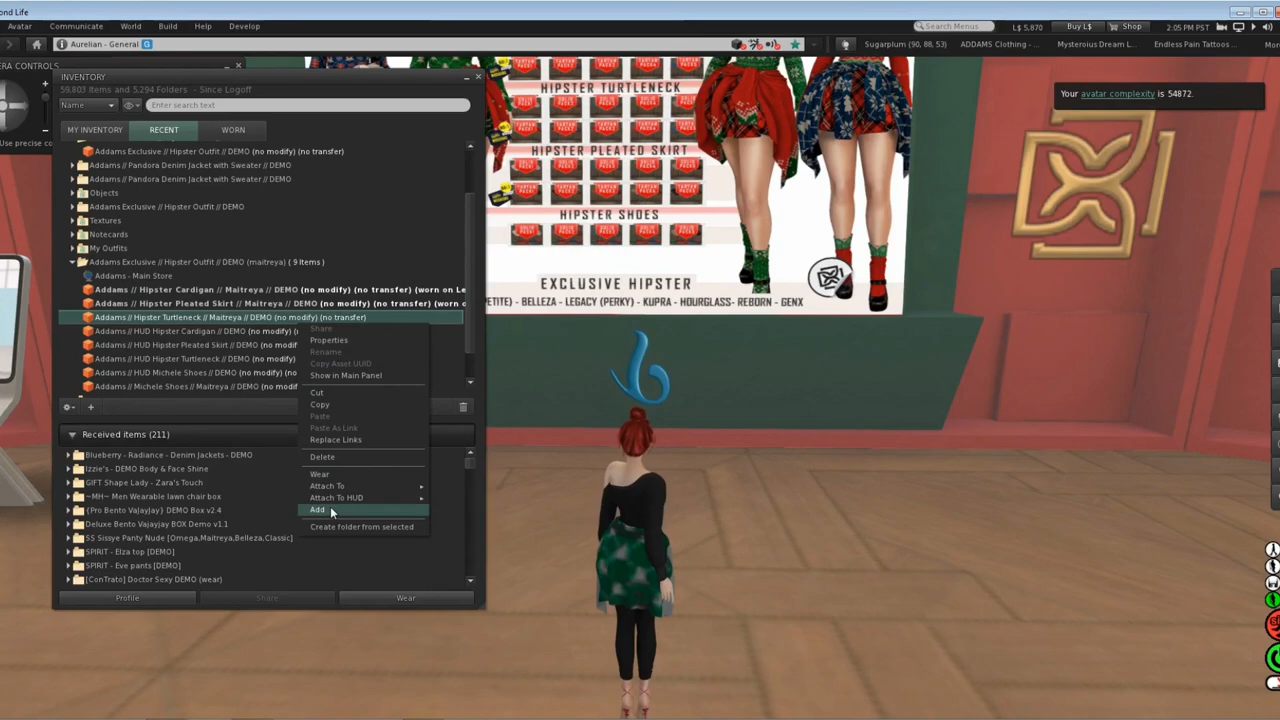 ond Life
Avatar Communicate World Build Help Develop
Search Menus L$ 5,870 Buy L$ Shop 2:05 PM PST
Aurelian - General G
Sugarplum (90, 88, 53) ADDAMS Clothing - ... Mysterious Dream L... Endless Pain Tattoos ... Mor
ERA CONTROLS
Use precise co
INVENTORY
59,803 Items and 5,294 Folders - Since Logoff
Name Enter search text
MY INVENTORY RECENT WORN
Addams Exclusive // Hipster Outfit // DEMO (no modify) (no transfer)
Addams // Pandora Denim Jacket with Sweater // DEMO
Addams // Pandora Denim Jacket with Sweater // DEMO
Objects
Addams Exclusive // Hipster Outfit // DEMO
Textures
Notecards
My Outfits
Addams Exclusive // Hipster Outfit // DEMO (maitreya) ( 9 Items )
Addams - Main Store
Addams // Hipster Cardigan // Maitreya // DEMO (no modify) (no transfer) (worn on Le
Addams // Hipster Pleated Skirt // Maitreya // DEMO (no modify) (no transfer) (worn o
Addams // Hipster Turtleneck // Maitreya // DEMO (no modify) (no transfer)
Addams // HUD Hipster Cardigan // DEMO (no modify) (
Addams // HUD Hipster Pleated Skirt // DEMO (no modi
Addams // HUD Hipster Turtleneck // DEMO (no modify)
Addams // HUD Michele Shoes // DEMO (no modify) (no
Addams // Michele Shoes // Maitreya // DEMO (no modif
Share
Properties
Rename
Copy Asset UUID
Show in Main Panel
Cut
Copy
Paste
Paste As Link
Replace Links
Delete
Wear
Attach To
Attach To HUD
Add
Create folder from selected
Received items (211)
Blueberry - Radiance - Denim Jackets - DEMO
Izzie's - DEMO Body & Face Shine
GIFT Shape Lady - Zara's Touch
~MH~ Men Wearable lawn chair box
{Pro Bento VaJayJay} DEMO Box v2.4
Deluxe Bento Vajayjay BOX Demo v1.1
SS Sissye Panty Nude [Omega,Maitreya,Belleza,Classic]
SPIRIT - Elza top [DEMO]
SPIRIT - Eve pants [DEMO]
[ConTrato] Doctor Sexy DEMO (wear)
Profile Share Wear
HIPSTER TURTLENECK
HIPSTER PLEATED SKIRT
HIPSTER SHOES
EXCLUSIVE HIPSTER
PETITE) - BELLEZA - LEGACY (PERKY) - KUPRA - HOURGLASS- REBORN - GENX
Your avatar complexity is 54872.